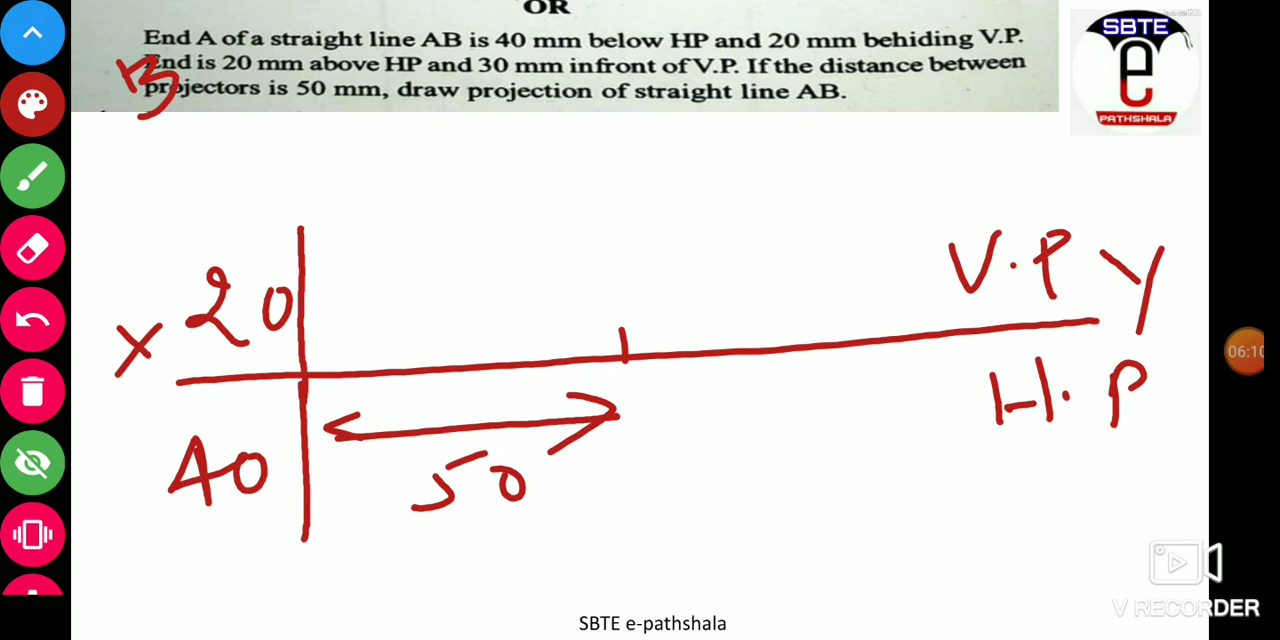 OR
End A of a straight line AB is 40 mm below HP and 20 mm behiding V.P.
B
End is 20 mm above HP and 30 mm infront of V.P. If the distance between
projectors is 50 mm, draw projection of straight line AB.
SBTE
e
PATHSHALA
V.P Y
20
X
06:10
H.P
40
50
V RECORDER
SBTE e-pathshala